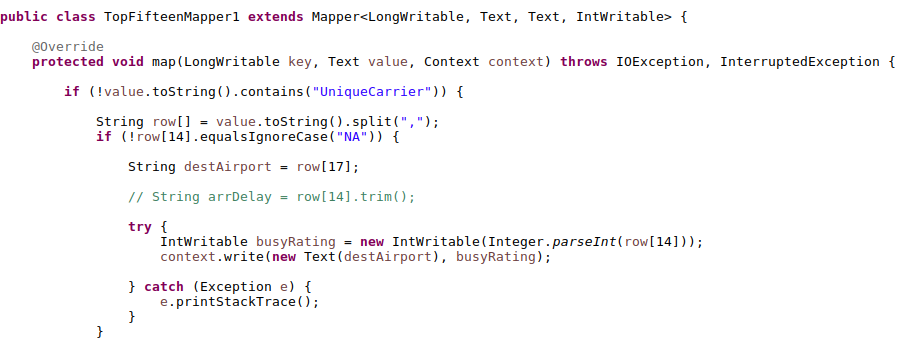 public class TopFifteenMapper1 extends Mapper<LongWritable, Text, Text, IntWritable> {
@Override
protected void map(LongWritable key, Text value, Context context) throws IOException, InterruptedException {
if (!value.toString().contains("UniqueCarrier")) {
String row[] = value.toString().split(",");
if (!row[14].equalsIgnoreCase("NA")) {
String destAirport = row[17];
// String arrDelay = row[14].trim();
try {
IntWritable busyRating = new IntWritable(Integer.parseInt(row[14]));
context.write(new Text(destAirport), busyRating);
} catch (Exception e) {
e.printStackTrace();
}
}